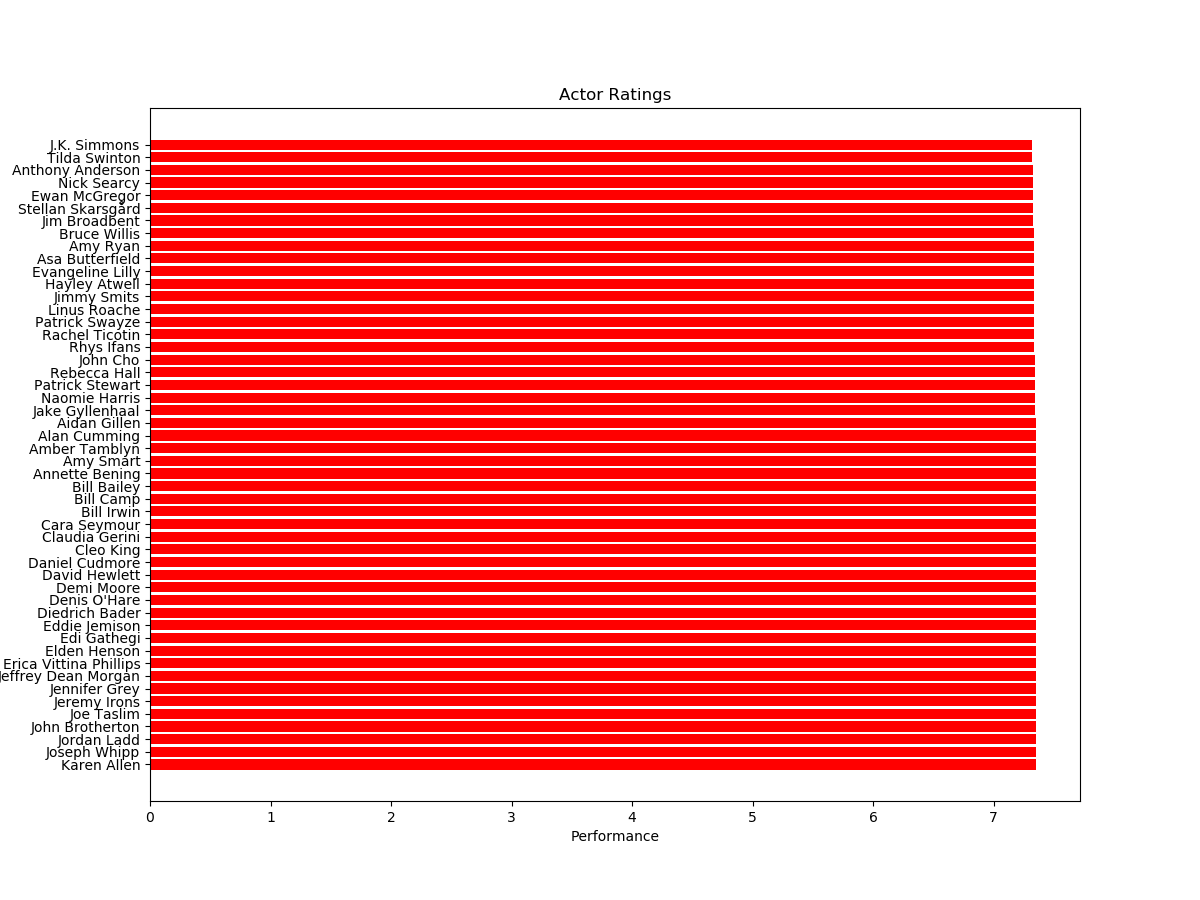 Actor Ratings
J.K. Simmons
Tilda Swinton
Anthony Anderson
Nick Searcy
Ewan McGregor
Stellan Skarsgård
Jim Broadbent
Bruce Willis
Amy Ryan
Asa Butterfield
Evangeline Lilly
Hayley Atwell
Jimmy Smits
Linus Roache
Patrick Swayze
Rachel Ticotin
Rhys Ifans
John Cho
Rebecca Hall
Patrick Stewart
Naomie Harris
Jake Gyllenhaal
Aidan Gillen
Alan Cumming
Amber Tamblyn
Amy Smart
Annette Bening
Bill Bailey
Bill Camp
Bill Irwin
Cara Seymour
Claudia Gerini
Cleo King
Daniel Cudmore
David Hewlett
Demi Moore
Denis O'Hare
Diedrich Bader
Eddie Jemison
Edi Gathegi
Elden Henson
Erica Vittina Phillips
Jeffrey Dean Morgan
Jennifer Grey
Jeremy Irons
Joe Taslim
John Brotherton
Jordan Ladd
Joseph Whipp
Karen Allen
0 1 2 3 4 5 6 7
Performance